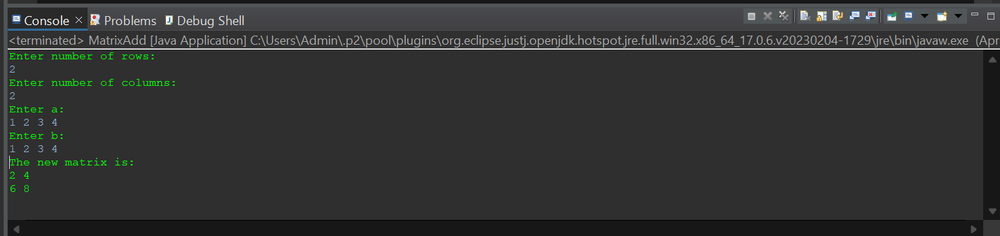 Console Problems Debug Shell
<terminated> MatrixAdd [Java Application] C:\Users\Admin\.p2\pool\plugins\org.eclipse.justj.openjdk.hotspot.jre.full.win32.x86_64_17.0.6.v20230204-1729\jre\bin\javaw.exe (Apr
Enter number of rows:
2
Enter number of columns:
2
Enter a:
1 2 3 4
Enter b:
1 2 3 4
The new matrix is:
2 4
6 8